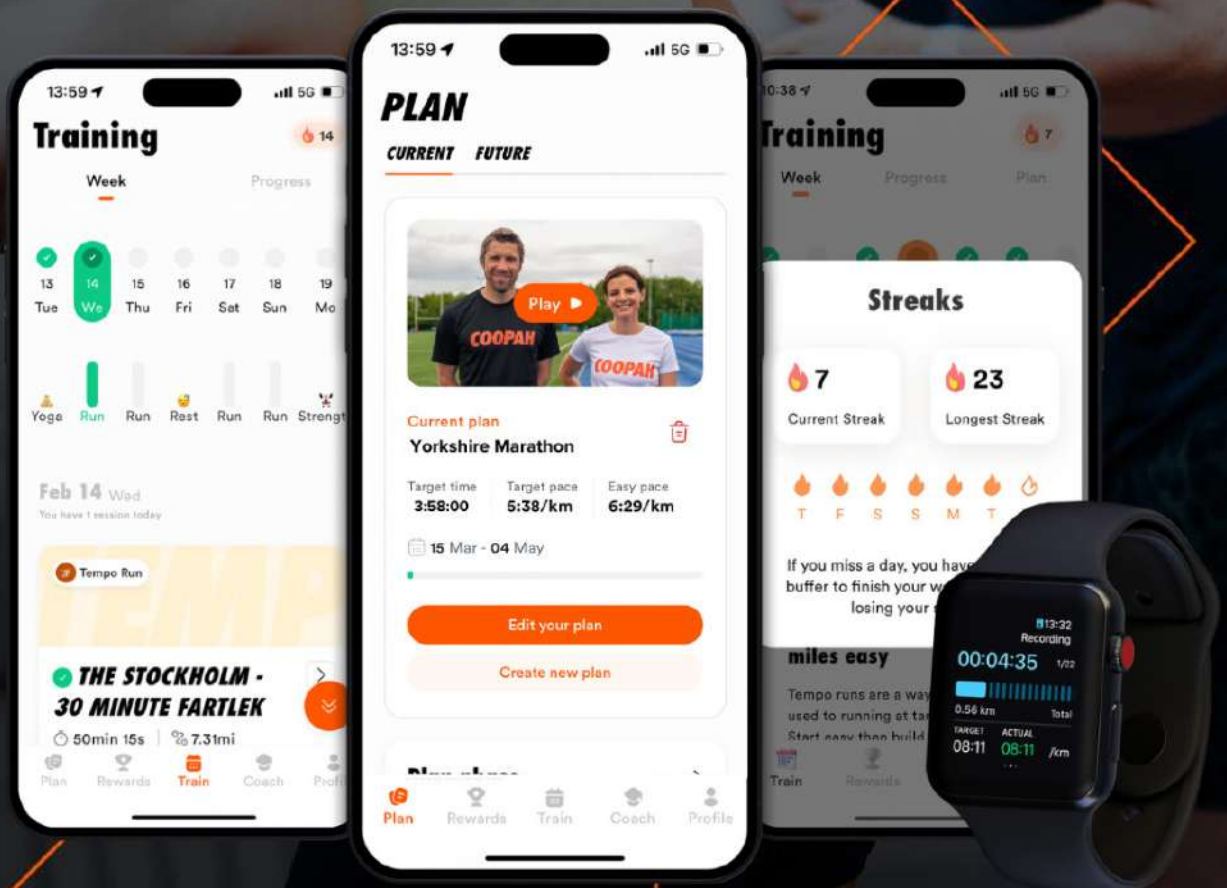 13:59
5G
Training
14
Week
Progress
13
14
15
16
17
18
19
Tue
We
Thu
Fri
Sat
Sun
Mo
Yoga
Run
Run
Rest
Run
Run
Strengt
Feb 14 Wed
You have 1 session today
TEMP
Tempo Run
THE STOCKHOLM -
30 MINUTE FARTLEK
50min 15s
7.31mi
Plan
Rewards
Train
Coach
Profil
13:59
5G
PLAN
CURRENT
FUTURE
COOPAH
COOPAH
Play
Current plan
Yorkshire Marathon
Target time
Target pace
Easy pace
3:58:00
5:38/km
6:29/km
15 Mar - 04 May
Edit your plan
Create new plan
Plan
Rewards
Train
Coach
Profile
10:38
5G
Training
7
Week
Progress
Plan
Streaks
7
23
Current Streak
Longest Streak
T F S S M T
If you miss a day, you have
buffer to finish your w
losing your
miles easy
Tempo runs are a way
used to running at tar
Start easy then build
Train
Rewards
13:32
Recording
00:04:35
1/22
0.56 km
Total
TARGET
ACTUAL
08:11
08:11
/km